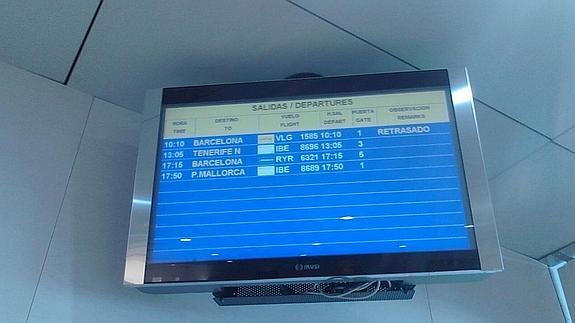 SALIDAS / DEPARTURES
HORA DESTINO VUELO H.SAL PUERTA OBSERVACION
TIME TO FLIGHT DEPART GATE REMARKS
10:10 BARCELONA VLG 1585 10:10 1 RETRASADO
13:05 TENERIFE N IBE 8696 13:05 3
17:15 BARCELONA RYR 6321 17:15 5
17:50 P.MALLORCA IBE 8689 17:50 1
IKUSI